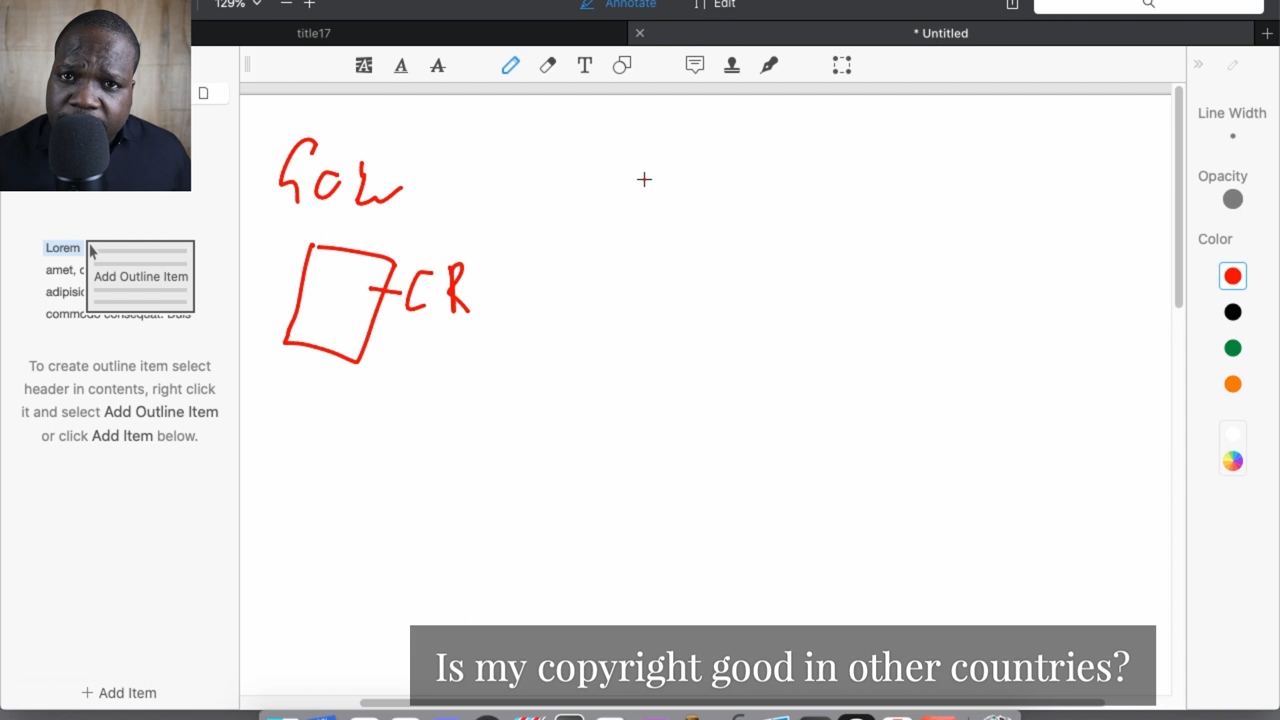 129%
Annotate
Edit
title17
* Untitled
T
Line Width
Opacity
Color
CR
Lorem
amet, c
Add Outline Item
adipisic
To create outline item select
header in contents, right click
it and select Add Outline Item
or click Add Item below.
+ Add Item
Is my copyright good in other countries?